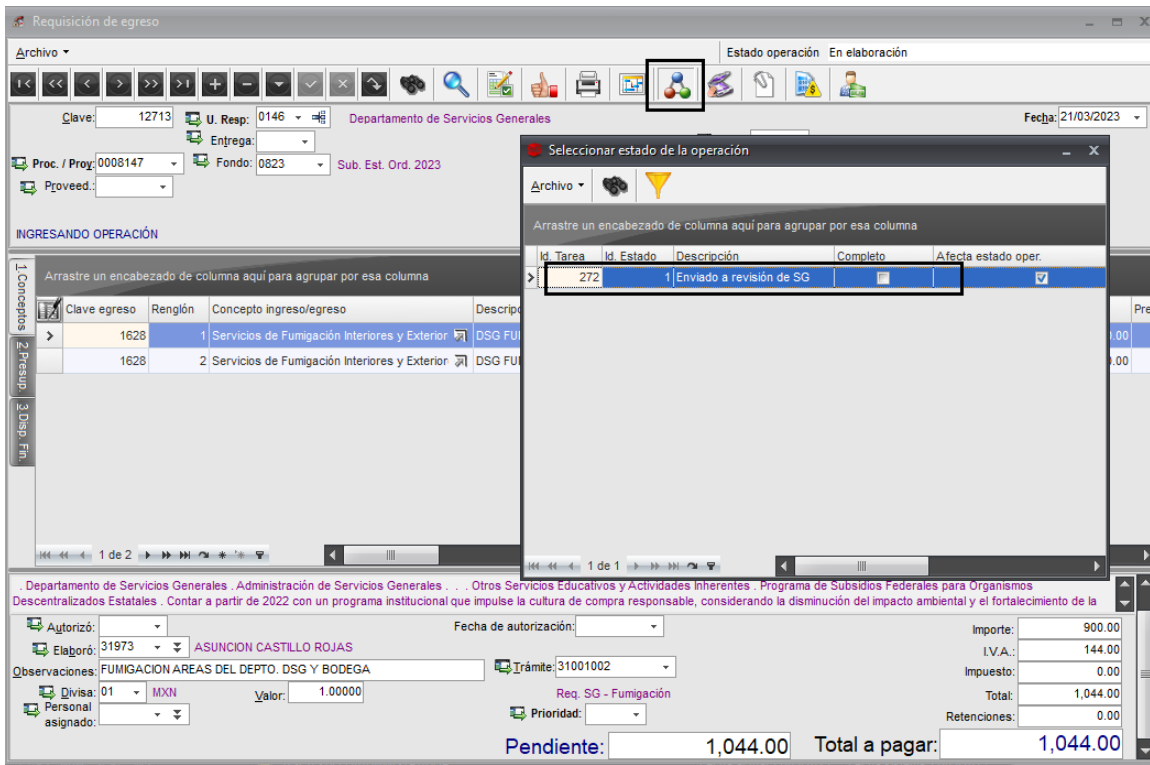 Requisición de egreso
Archivo
Estado operación En elaboración
Clave: 12713 U. Resp: 0146 Departamento de Servicios Generales Fecha: 21/03/2023
Entrega:
Proc. / Proy: 0008147 Fondo: 0823 Sub. Est. Ord. 2023
Proveed.:
INGRESANDO OPERACIÓN
Seleccionar estado de la operación
Archivo
Arrastre un encabezado de columna aquí para agrupar por esa columna
Id. Tarea Id. Estado Descripción Completo Afecta estado oper.
272 1 Enviado a revisión de SG
1 de 1
1.Conceptos
2.Presup.
3.Disp. Fin.
Arrastre un encabezado de columna aquí para agrupar por esa columna
Clave egreso Renglón Concepto ingreso/egreso Descripc Pre
1628 1 Servicios de Fumigación Interiores y Exterior DSG FU .00
1628 2 Servicios de Fumigación Interiores y Exterior DSG FU .00
1 de 2
. Departamento de Servicios Generales . Administración de Servicios Generales . . . Otros Servicios Educativos y Actividades Inherentes . Programa de Subsidios Federales para Organismos
Descentralizados Estatales . Contar a partir de 2022 con un programa institucional que impulse la cultura de compra responsable, considerando la disminución del impacto ambiental y el fortalecimiento de la
Autorizó: Fecha de autorización: Importe: 900.00
Elaboró: 31973 ASUNCION CASTILLO ROJAS I.V.A.: 144.00
Observaciones: FUMIGACION AREAS DEL DEPTO. DSG Y BODEGA Trámite: 31001002 Impuesto: 0.00
Divisa: 01 MXN Valor: 1.00000 Req. SG - Fumigación Total: 1,044.00
Personal asignado: Prioridad: Retenciones: 0.00
Pendiente: 1,044.00 Total a pagar: 1,044.00